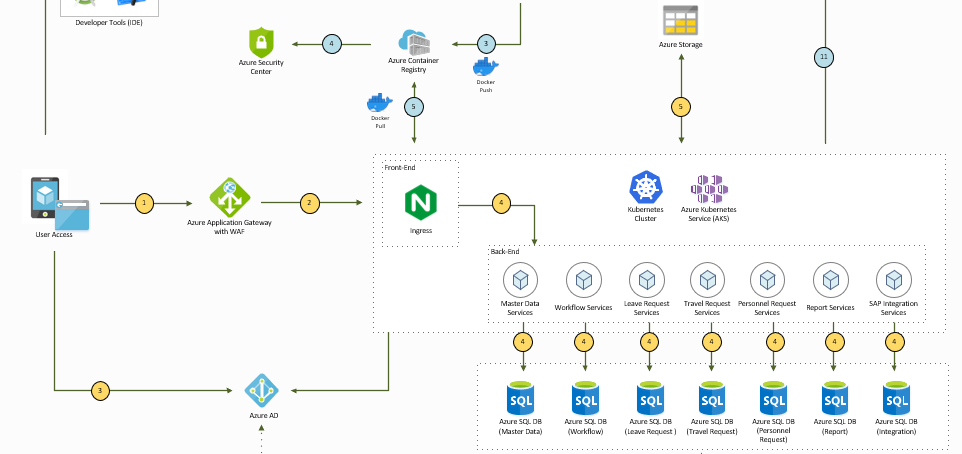 Developer Tools (IDE)
Azure Security
Center
4
Azure Container
Registry
3
Docker
Push
Azure Storage
11
Docker
Pull
5
5
Front-End
Ingress
User Access
1
Azure Application Gateway
with WAF
2
4
Kubernetes
Cluster
Azure Kubernetes
Service (AKS)
Back-End
Master Data
Services
Workflow Services
Leave Request
Services
Travel Request
Services
Personnel Request
Services
Report Services
SAP Integration
Services
4
4
4
4
4
4
4
3
Azure AD
SQL
SQL
SQL
SQL
SQL
SQL
SQL
Azure SQL DB
(Master Data)
Azure SQL DB
(Workflow)
Azure SQL DB
(Leave Request )
Azure SQL DB
(Travel Request)
Azure SQL DB
(Personnel
Request)
Azure SQL DB
(Report)
Azure SQL DB
(Integration)